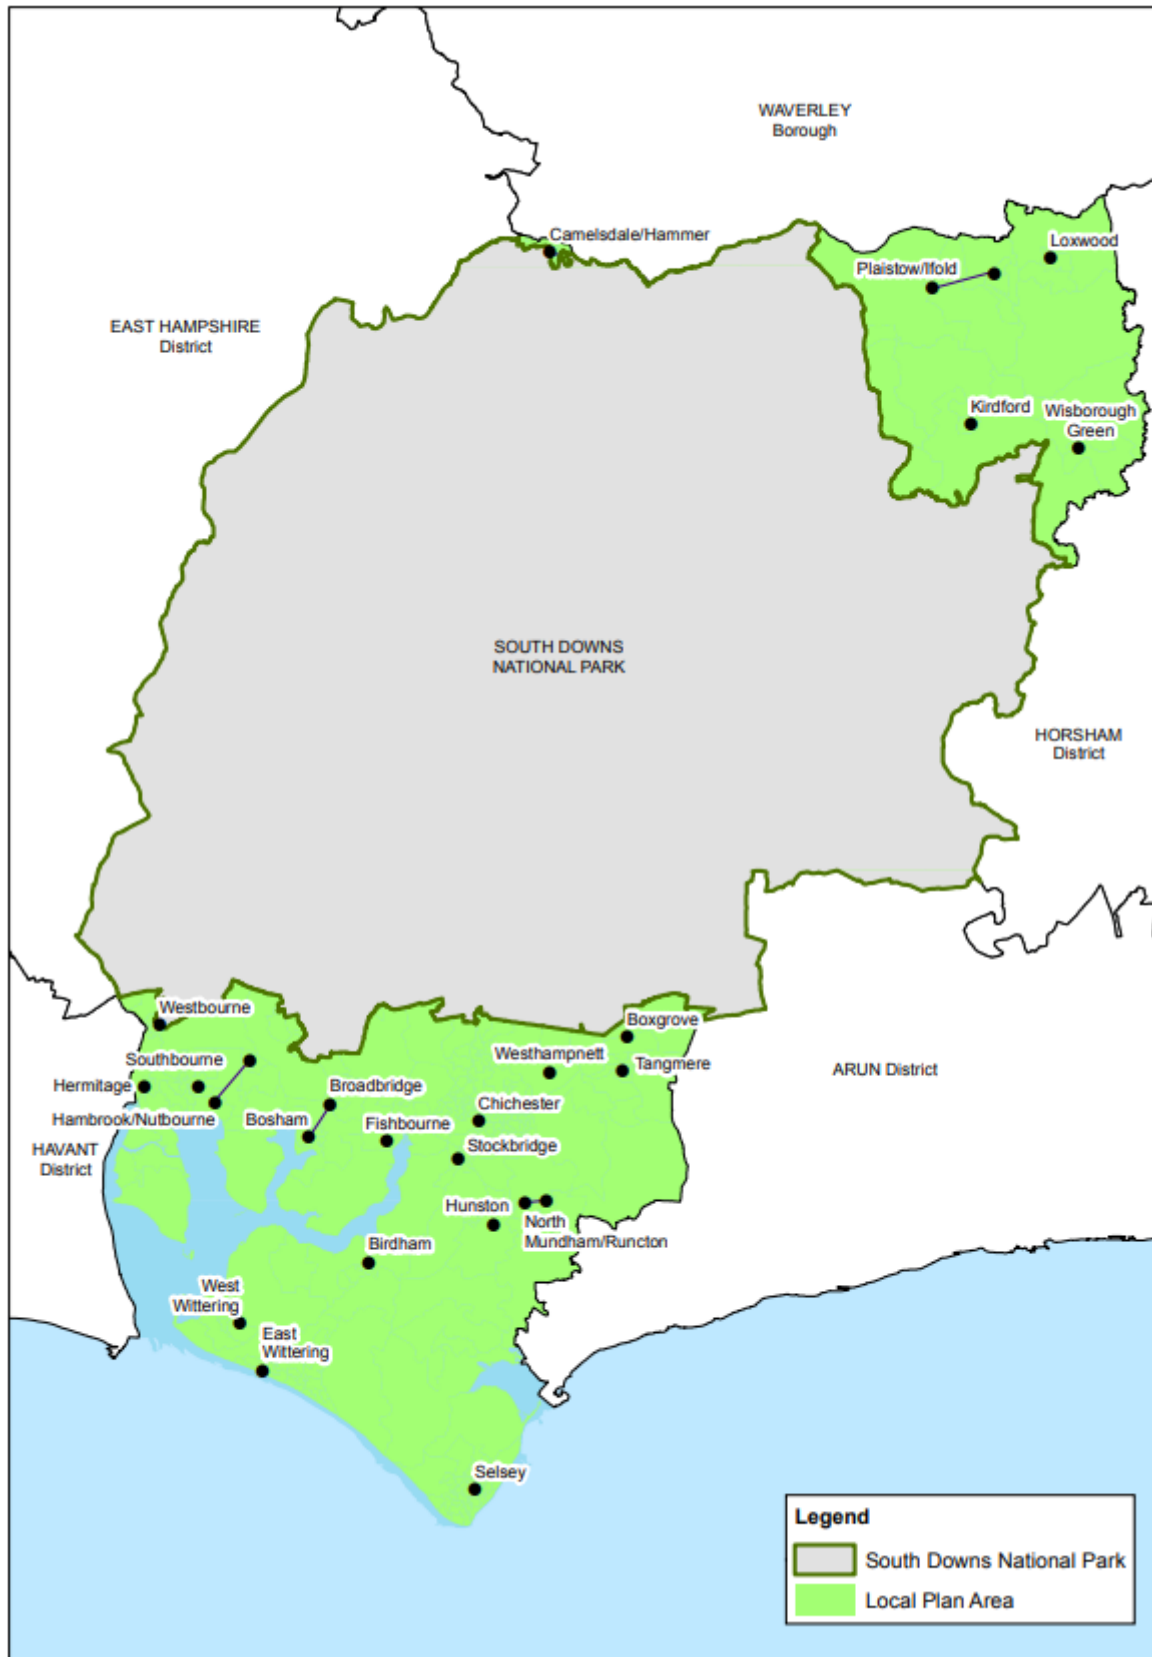 WAVERLEY
Borough
Camelsdale/Hammer
Loxwood
Plaistow/Ifold
EAST HAMPSHIRE
District
Kirdford
Wisborough
Green
SOUTH DOWNS
NATIONAL PARK
HORSHAM
District
Westbourne
Boxgrove
Southbourne
Westhampnett
Tangmere
ARUN District
Hermitage
Broadbridge
Hambrook/Nutbourne
Bosham
Chichester
Fishbourne
HAVANT
District
Stockbridge
Hunston
North
Mundham/Runcton
Birdham
West
Wittering
East
Wittering
Selsey
Legend
South Downs National Park
Local Plan Area